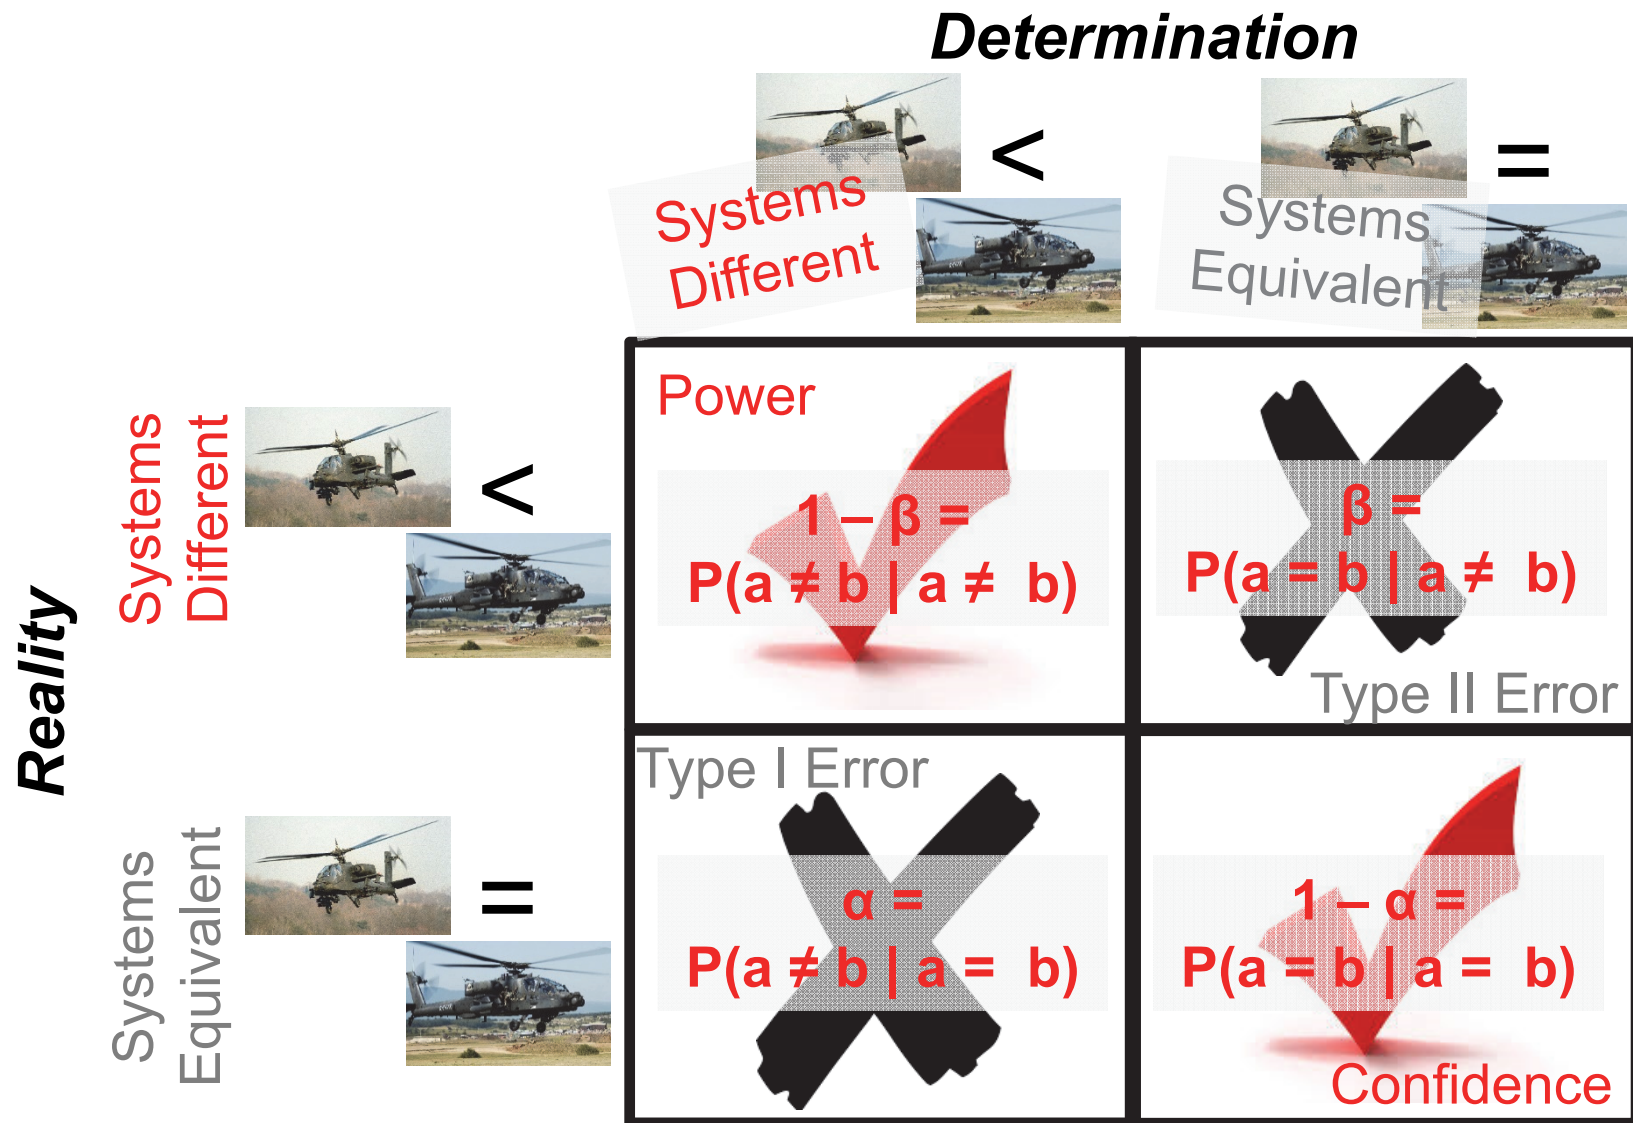 Determination
<
=
Systems
Different
Systems
Equivalent
Reality
Systems
Different
<
Power
1 – β =
P(a ≠ b | a ≠ b)
β =
P(a = b | a ≠ b)
Type II Error
Systems
Equivalent
=
Type I Error
α =
P(a ≠ b | a = b)
1 – α =
P(a = b | a = b)
Confidence